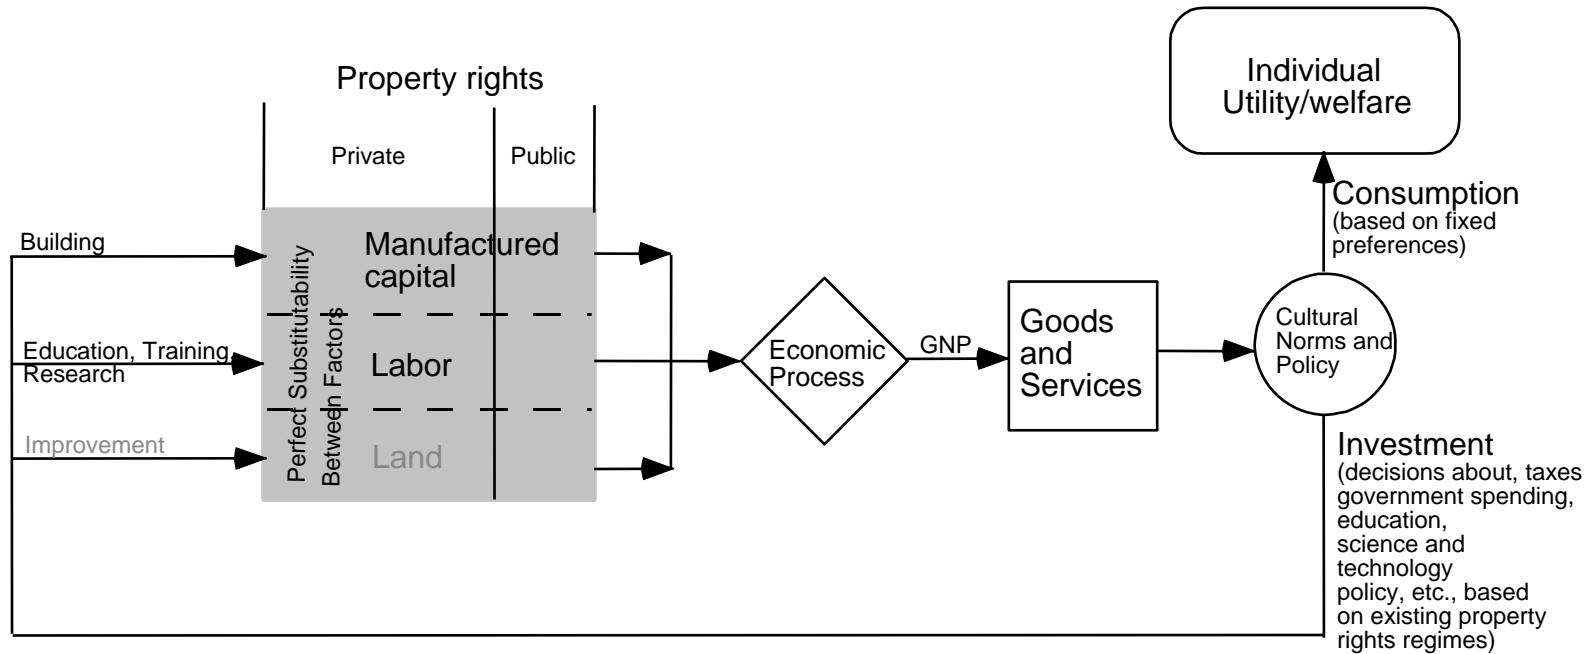 Property rights
Private
Public
Individual
Utility/welfare
Consumption
(based on fixed
preferences)
Building
Education, Training,
Research
Improvement
Perfect Substitutability
Between Factors
Manufactured
capital
Labor
Land
Economic
Process
GNP
Goods
and
Services
Cultural
Norms and
Policy
Investment
(decisions about, taxes
government spending,
education,
science and
technology
policy, etc., based
on existing property
rights regimes)